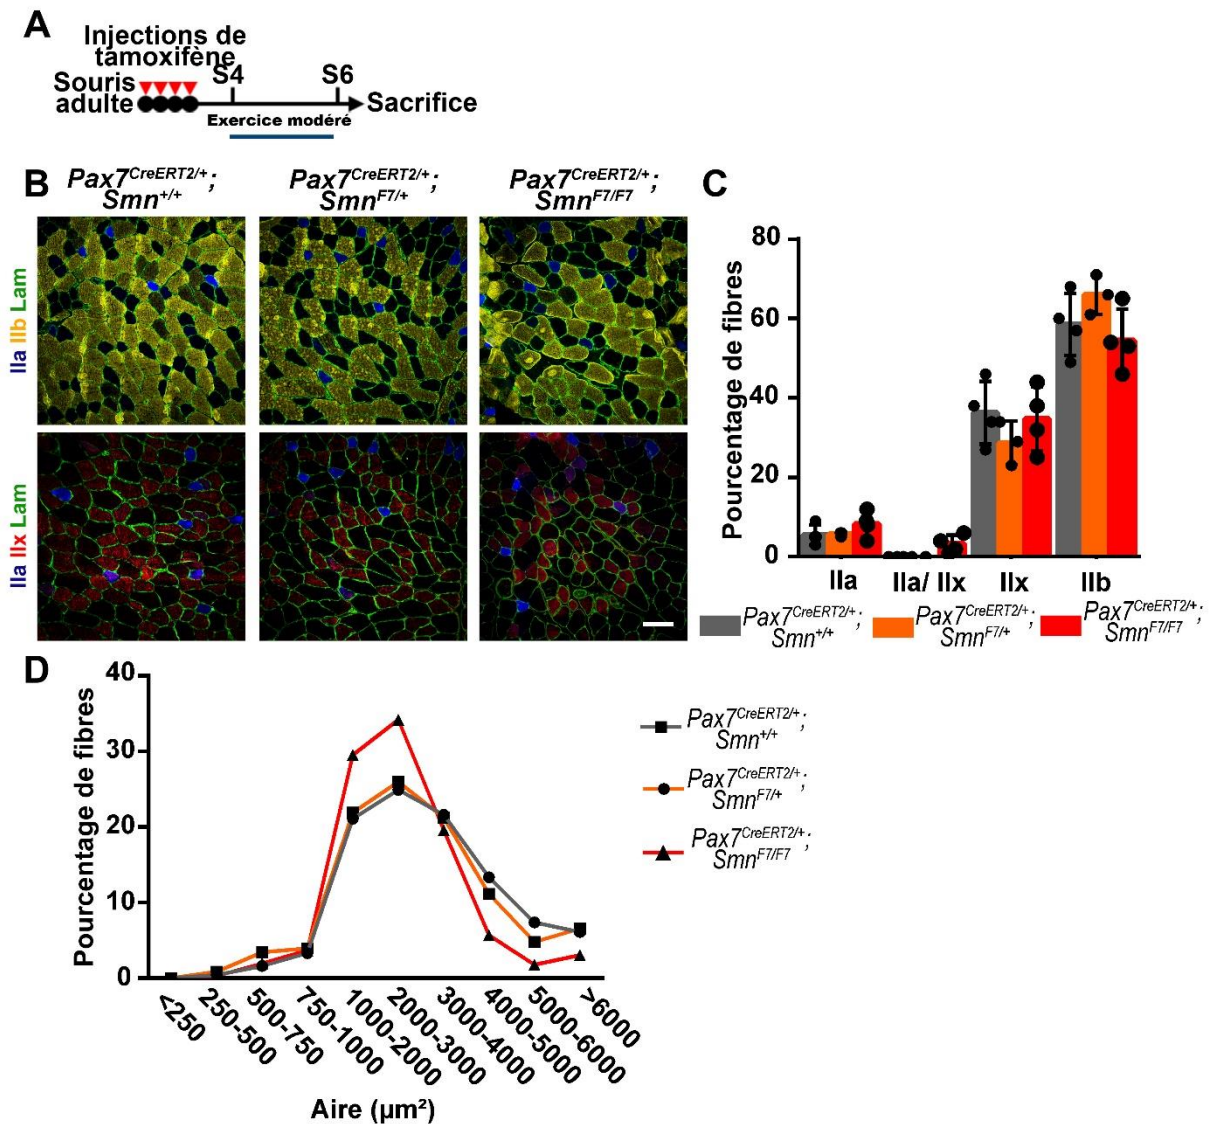 A
Injections de
tamoxifène
Souris
adulte
S4
S6
Sacrifice
Exercice modéré
B
Pax7CreERT2/+;
Smn+/+
Pax7CreERT2/+;
SmnF7/+
Pax7CreERT2/+;
SmnF7/F7
IIa IIb Lam
IIa IIx Lam
C
Pourcentage de fibres
80
60
40
20
0
IIa
IIa/ IIx
IIx
IIb
Pax7CreERT2/+;
Smn+/+
Pax7CreERT2/+;
SmnF7/+
Pax7CreERT2/+;
SmnF7/F7
D
Pourcentage de fibres
40
30
20
10
0
<250
250-500
500-750
750-1000
1000-2000
2000-3000
3000-4000
4000-5000
5000-6000
>6000
Aire (µm²)
Pax7CreERT2/+;
Smn+/+
Pax7CreERT2/+;
SmnF7/+
Pax7CreERT2/+;
SmnF7/F7